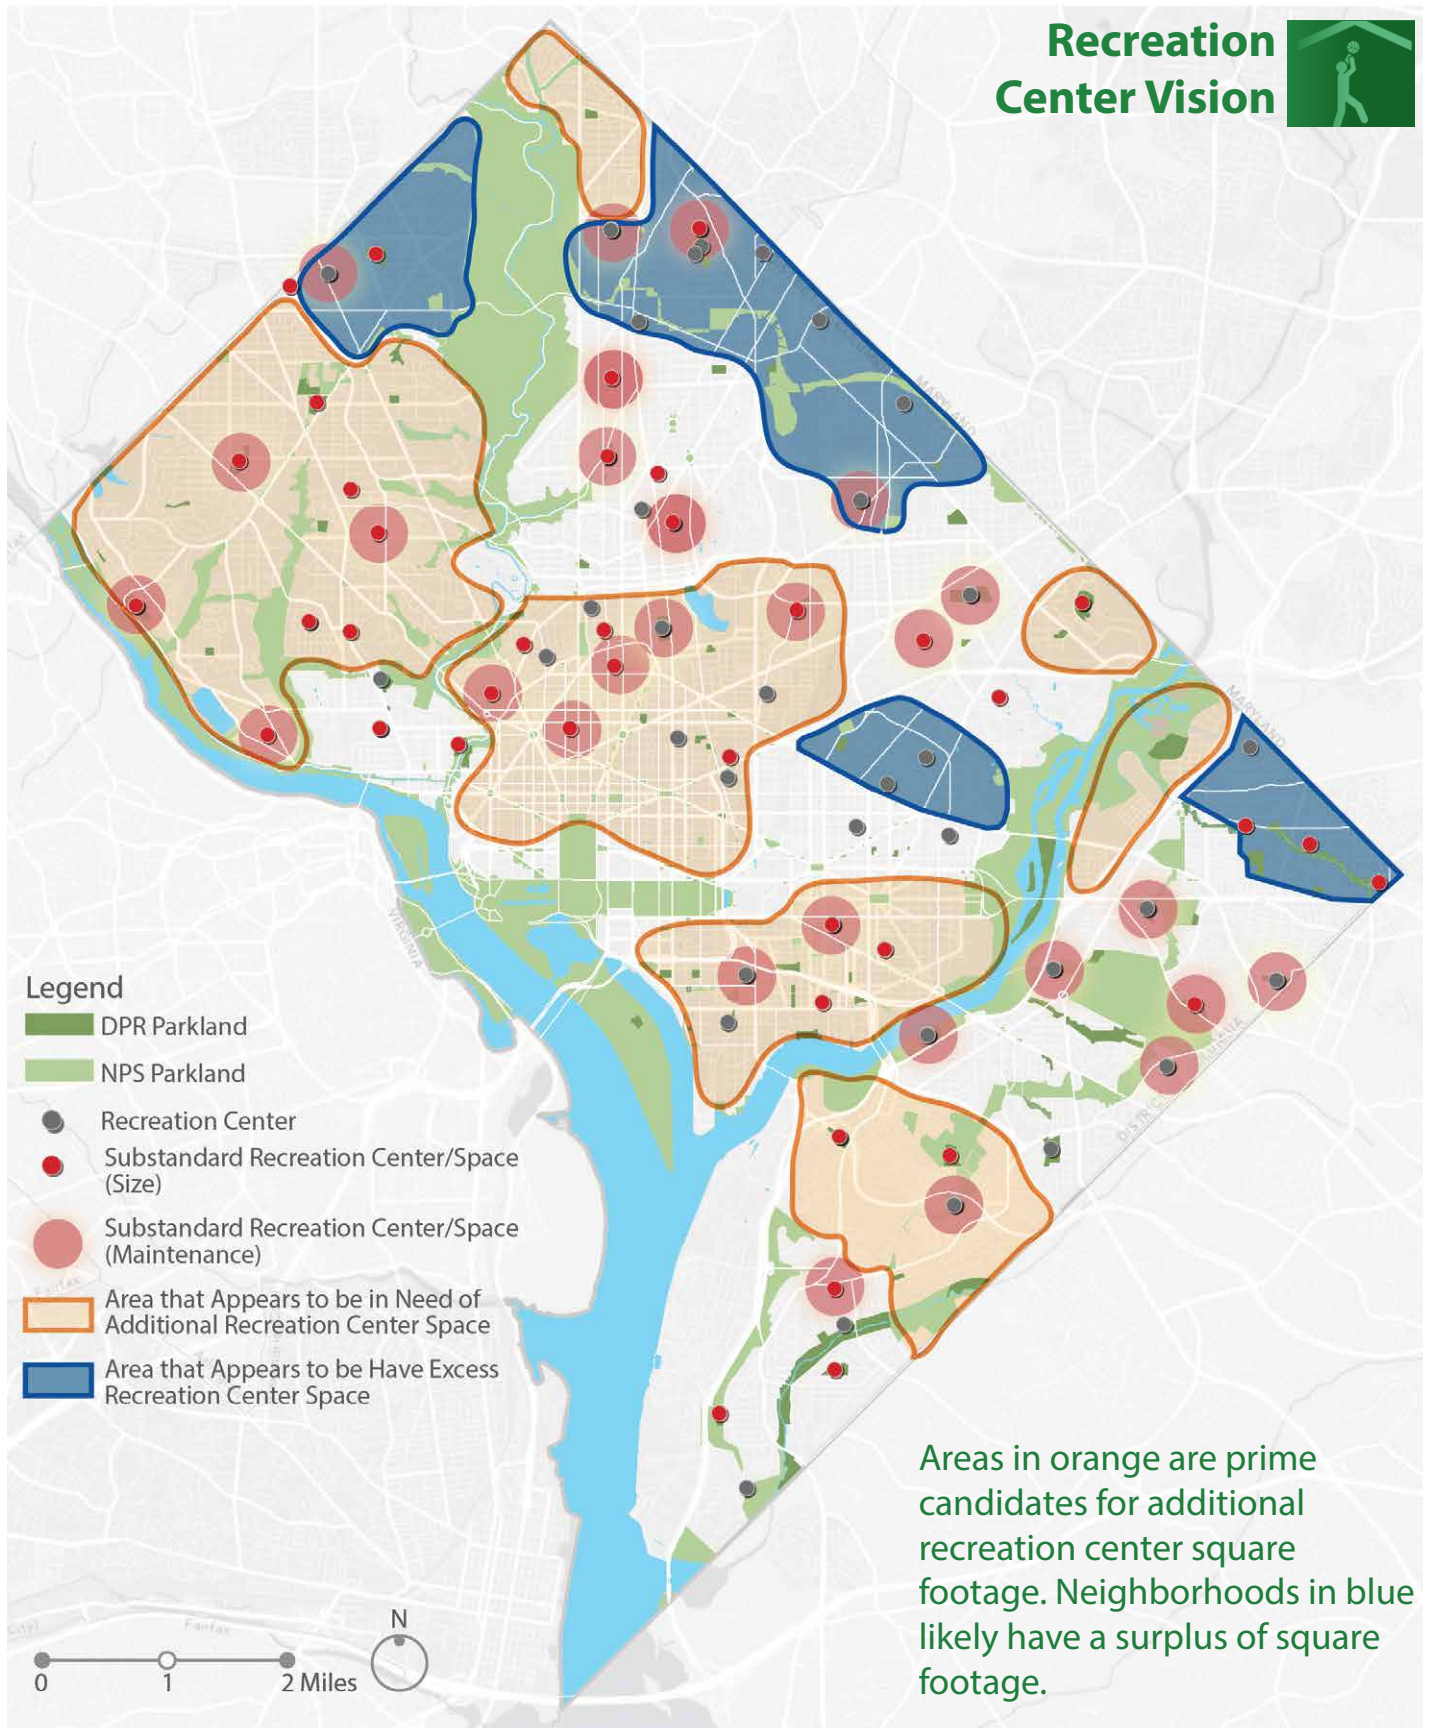 Recreation
Center Vision
MARYLAND
MARYLAND
VIRGINIA
Legend
DPR Parkland
NPS Parkland
Recreation Center
Substandard Recreation Center/Space
(Size)
Substandard Recreation Center/Space
(Maintenance)
Fairfax
Area that Appears to be in Need of
Additional Recreation Center Space
Area that Appears to be Have Excess
Recreation Center Space
Areas in orange are prime
candidates for additional
recreation center square
footage. Neighborhoods in blue
likely have a surplus of square
footage.
Fairfax
N
0 1 2 Miles